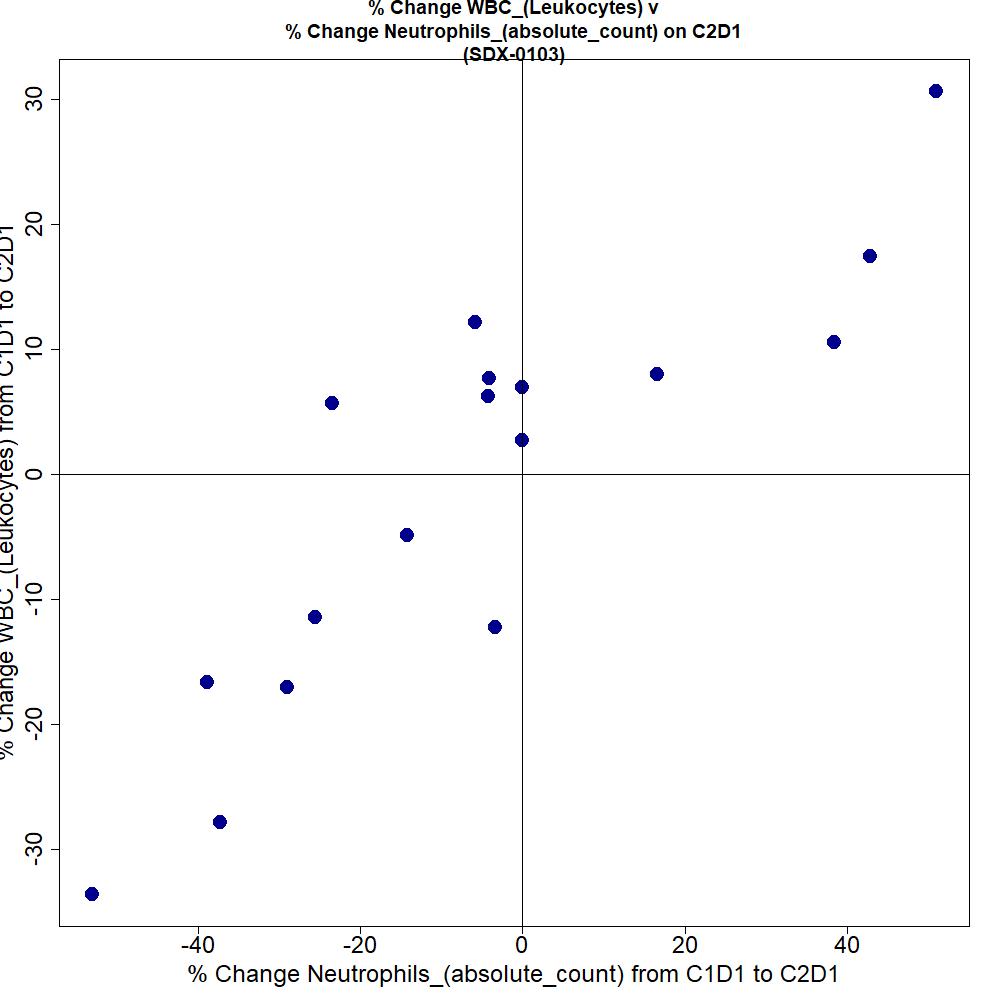 % Change WBC_(Leukocytes) v
% Change Neutrophils_(absolute_count) on C2D1
(SDX-0103)
% Change WBC_(Leukocytes) from C1D1 to C2D1
30
20
10
0
-10
-20
-30
-40
-20
0
20
40
% Change Neutrophils_(absolute_count) from C1D1 to C2D1